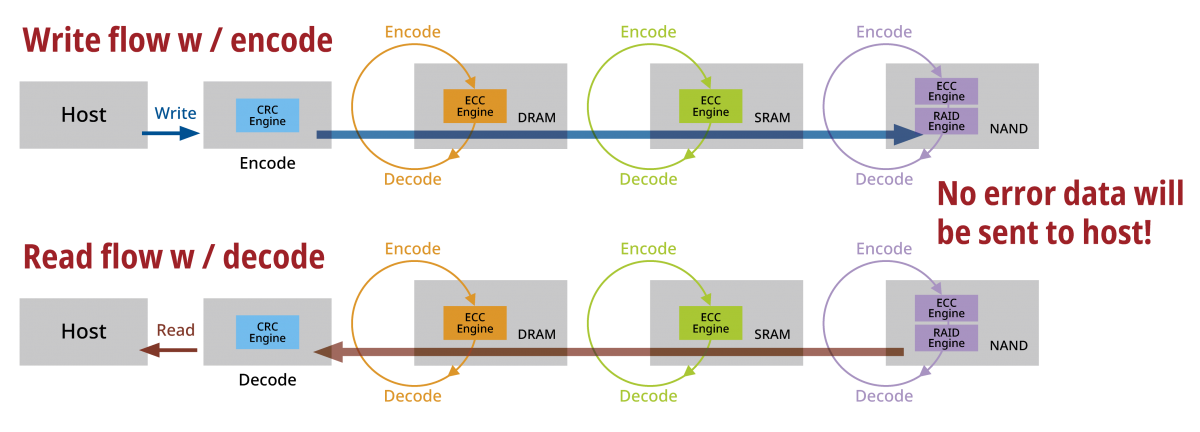 Write flow w / encode
Encode
Encode
Encode
Host
Write
CRC
Engine
Encode
ECC
Engine
DRAM
Decode
ECC
Engine
SRAM
Decode
ECC
Engine
RAID
Engine
NAND
Decode
No error data will
be sent to host!
Read flow w / decode
Encode
Encode
Encode
Host
Read
CRC
Engine
Decode
ECC
Engine
DRAM
Decode
ECC
Engine
SRAM
Decode
ECC
Engine
RAID
Engine
NAND
Decode